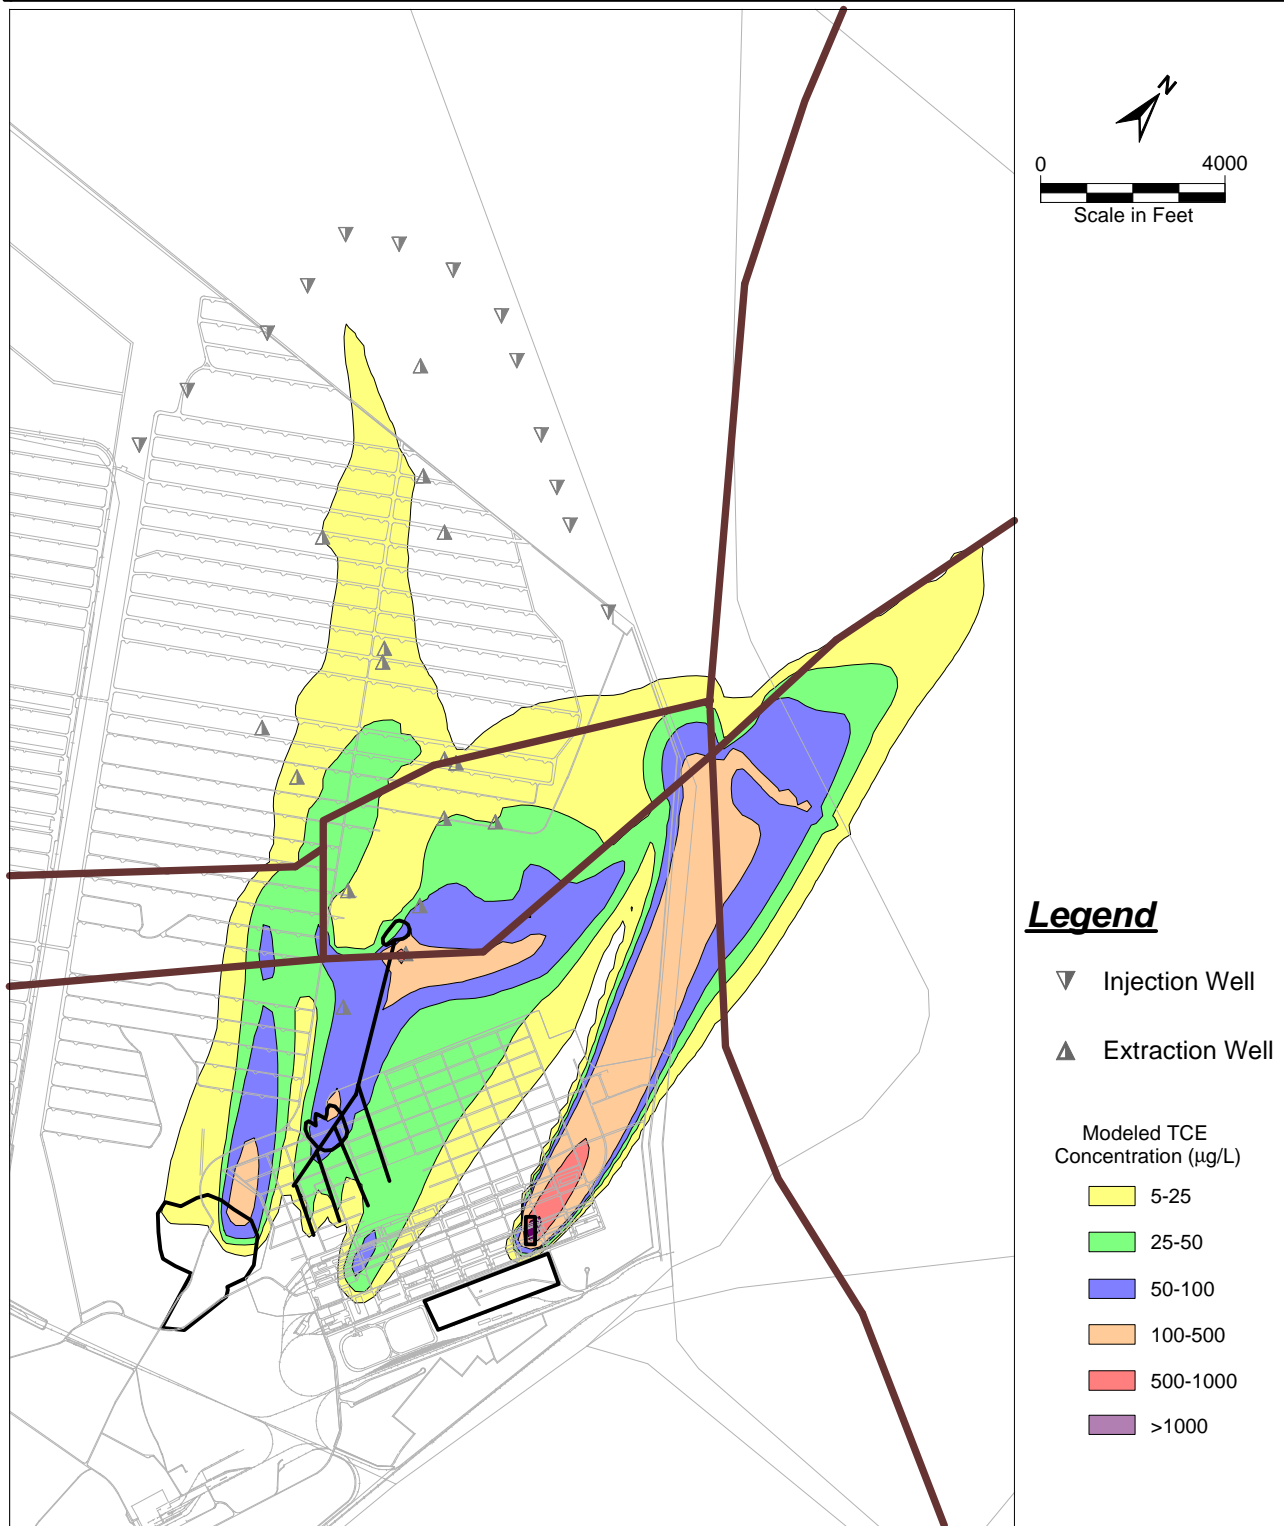 N
0 4000
Scale in Feet
Legend
Injection Well
Extraction Well
Modeled TCE
Concentration (µg/L)
5-25
25-50
50-100
100-500
500-1000
>1000